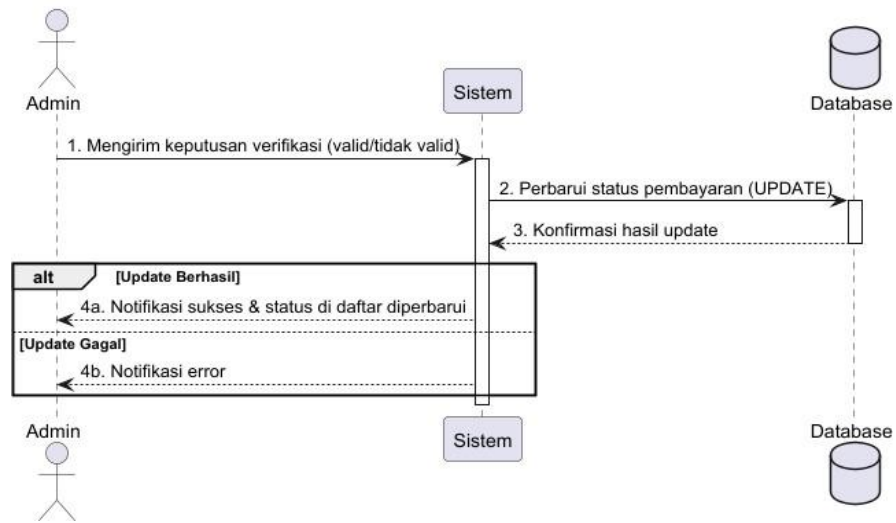 Admin
Sistem
Database
1. Mengirim keputusan verifikasi (valid/tidak valid)
2. Perbarui status pembayaran (UPDATE)
3. Konfirmasi hasil update
alt [Update Berhasil]
4a. Notifikasi sukses & status di daftar diperbarui
[Update Gagal]
4b. Notifikasi error
Admin
Sistem
Database